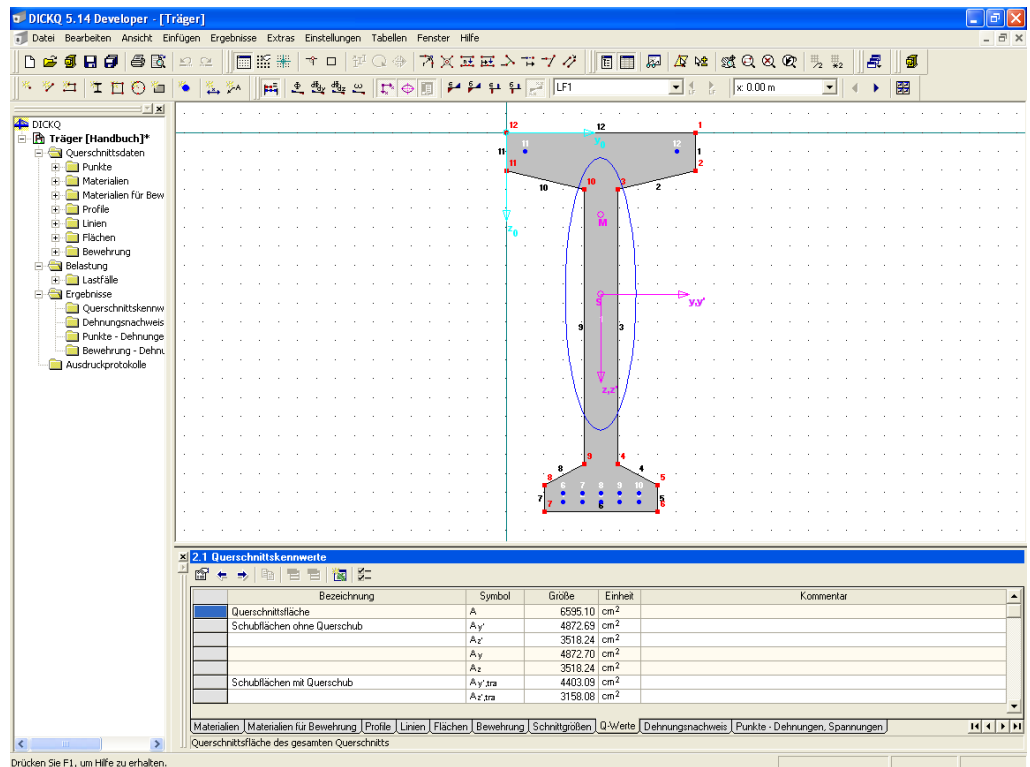 DICKQ 5.14 Developer - [Träger]
Datei Bearbeiten Ansicht Einfügen Ergebnisse Extras Einstellungen Tabellen Fenster Hilfe
LF1 x: 0.00 m
DICKQ
Träger [Handbuch]*
Querschnittsdaten
Punkte
Materialien
Materialien für Bew
Profile
Linien
Flächen
Bewehrung
Belastung
Lastfälle
Ergebnisse
Querschnittskennw
Dehnungsnachweis
Punkte - Dehnunge
Bewehrung - Dehnu
Ausdruckprotokolle
12 12 1
y0
11 11 12 1
11 2
10 10 3 2
z0
M
S y,y'
9 3
z,z'
9 4
8 8 4 5
6 7 8 9 10
7 7 6 5 6
2.1 Querschnittskennwerte
Bezeichnung Symbol Größe Einheit Kommentar
Querschnittsfläche A 6595.10 cm2
Schubflächen ohne Querschub Ay' 4872.69 cm2
Az' 3518.24 cm2
Ay 4872.70 cm2
Az 3518.24 cm2
Schubflächen mit Querschub Ay',tra 4403.09 cm2
Az',tra 3158.08 cm2
Materialien Materialien für Bewehrung Profile Linien Flächen Bewehrung Schnittgrößen Q-Werte Dehnungsnachweis Punkte - Dehnungen, Spannungen
Querschnittsfläche des gesamten Querschnitts
Drücken Sie F1, um Hilfe zu erhalten.